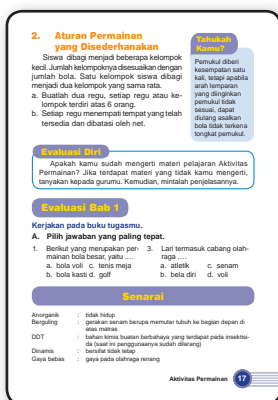 2. Aturan Permainan
yang Disederhanakan
Siswa dibagi menjadi beberapa kelompok
kecil. Jumlah kelompoknya disesuaikan dengan
jumlah bola. Satu kelompok siswa dibagi
menjadi dua kelompok yang sama rata.
a. Buatlah dua regu, setiap regu atau ke-
lompok terdiri atas 6 orang.
b. Setiap regu menempati tempat yang telah
tersedia dan dibatasi oleh net.
Tahukah
Kamu?
Pemukul diberi
kesempatan satu
kali, tetapi apabila
arah lemparan
yang diinginkan
pemukul tidak
sesuai, dapat
diulang asalkan
bola tidak terkena
tongkat pemukul.
Evaluasi Diri
Apakah kamu sudah mengerti materi pelajaran Aktivitas
Permainan? Jika terdapat materi yang tidak kamu mengerti,
tanyakan kepada gurumu. Kemudian, mintalah penjelasannya.
Evaluasi Bab 1
Kerjakan pada buku tugasmu.
A. Pilih jawaban yang paling tepat.
1. Berikut yang merupakan per-
mainan bola besar, yaitu ....
a. bola voli c. tenis meja
b. bola kasti d. golf
3. Lari termasuk cabang olah-
raga ....
a. atletik c. senam
b. bela diri d. voli
Senarai
Anorganik : tidak hidup
Berguling : gerakan senam berupa memutar tubuh ke bagian depan di
atas matras
DDT : bahan kimia buatan berbahaya yang terdapat pada insektisi-
da (saat ini penggunaanya sudah dilarang)
Dinamis : bersifat tidak tetap
Gaya bebas : gaya pada olahraga renang
Aktivitas Permainan 17